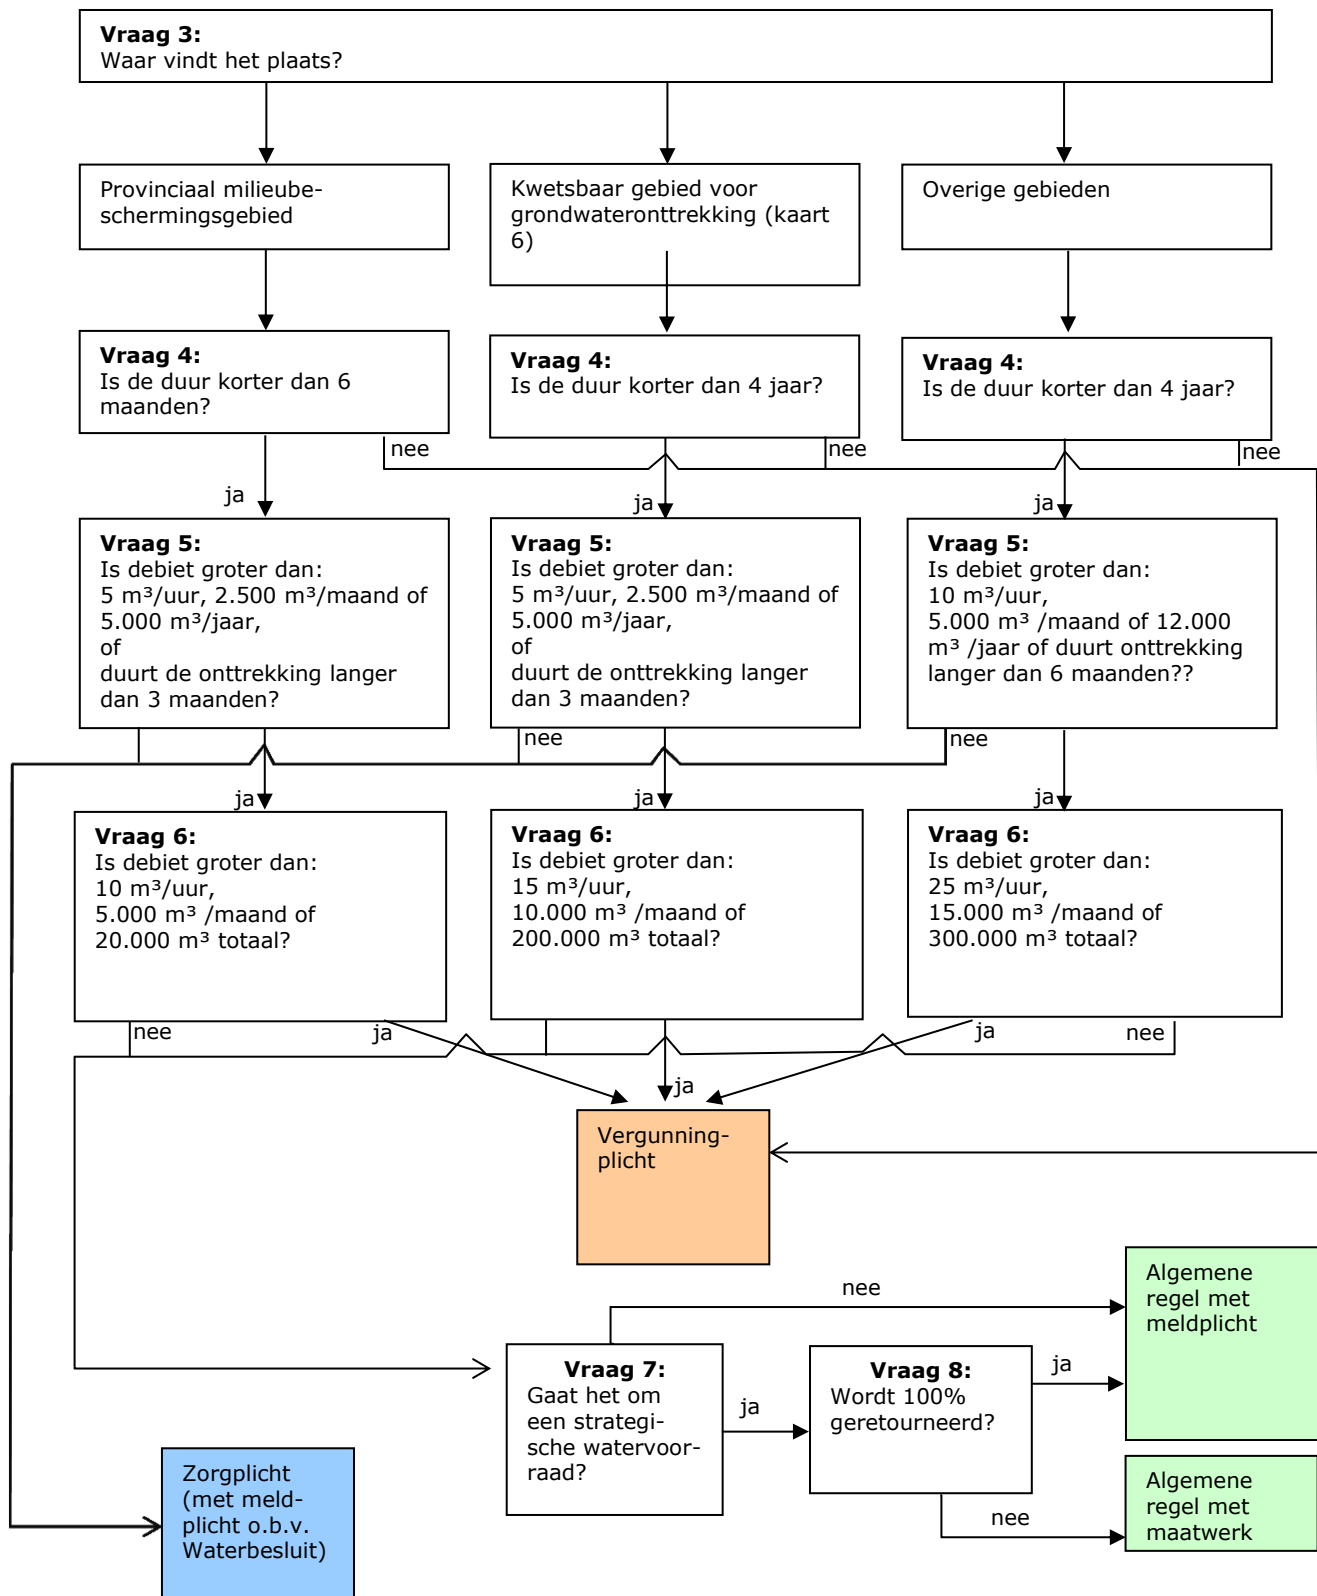 Vraag 3:
Waar vindt het plaats?
Provinciaal milieube-
schermingsgebied
Kwetsbaar gebied voor
grondwateronttrekking (kaart
6)
Overige gebieden
Vraag 4:
Is de duur korter dan 6
maanden?
Vraag 4:
Is de duur korter dan 4 jaar?
Vraag 4:
Is de duur korter dan 4 jaar?
nee
nee
nee
ja
ja
ja
Vraag 5:
Is debiet groter dan:
5 m³/uur, 2.500 m³/maand of
5.000 m³/jaar,
of
duurt de onttrekking langer
dan 3 maanden?
Vraag 5:
Is debiet groter dan:
5 m³/uur, 2.500 m³/maand of
5.000 m³/jaar,
of
duurt de onttrekking langer
dan 3 maanden?
Vraag 5:
Is debiet groter dan:
10 m³/uur,
5.000 m³ /maand of 12.000
m³ /jaar of duurt onttrekking
langer dan 6 maanden??
nee
nee
ja
ja
ja
Vraag 6:
Is debiet groter dan:
10 m³/uur,
5.000 m³ /maand of
20.000 m³ totaal?
Vraag 6:
Is debiet groter dan:
15 m³/uur,
10.000 m³ /maand of
200.000 m³ totaal?
Vraag 6:
Is debiet groter dan:
25 m³/uur,
15.000 m³ /maand of
300.000 m³ totaal?
nee
ja
ja
ja
nee
Vergunning-
plicht
nee
Algemene
regel met
meldplicht
Vraag 7:
Gaat het om
een strategi-
sche watervoor-
raad?
ja
Vraag 8:
Wordt 100%
geretourneerd?
ja
nee
Algemene
regel met
maatwerk
Zorgplicht
(met meld-
plicht o.b.v.
Waterbesluit)